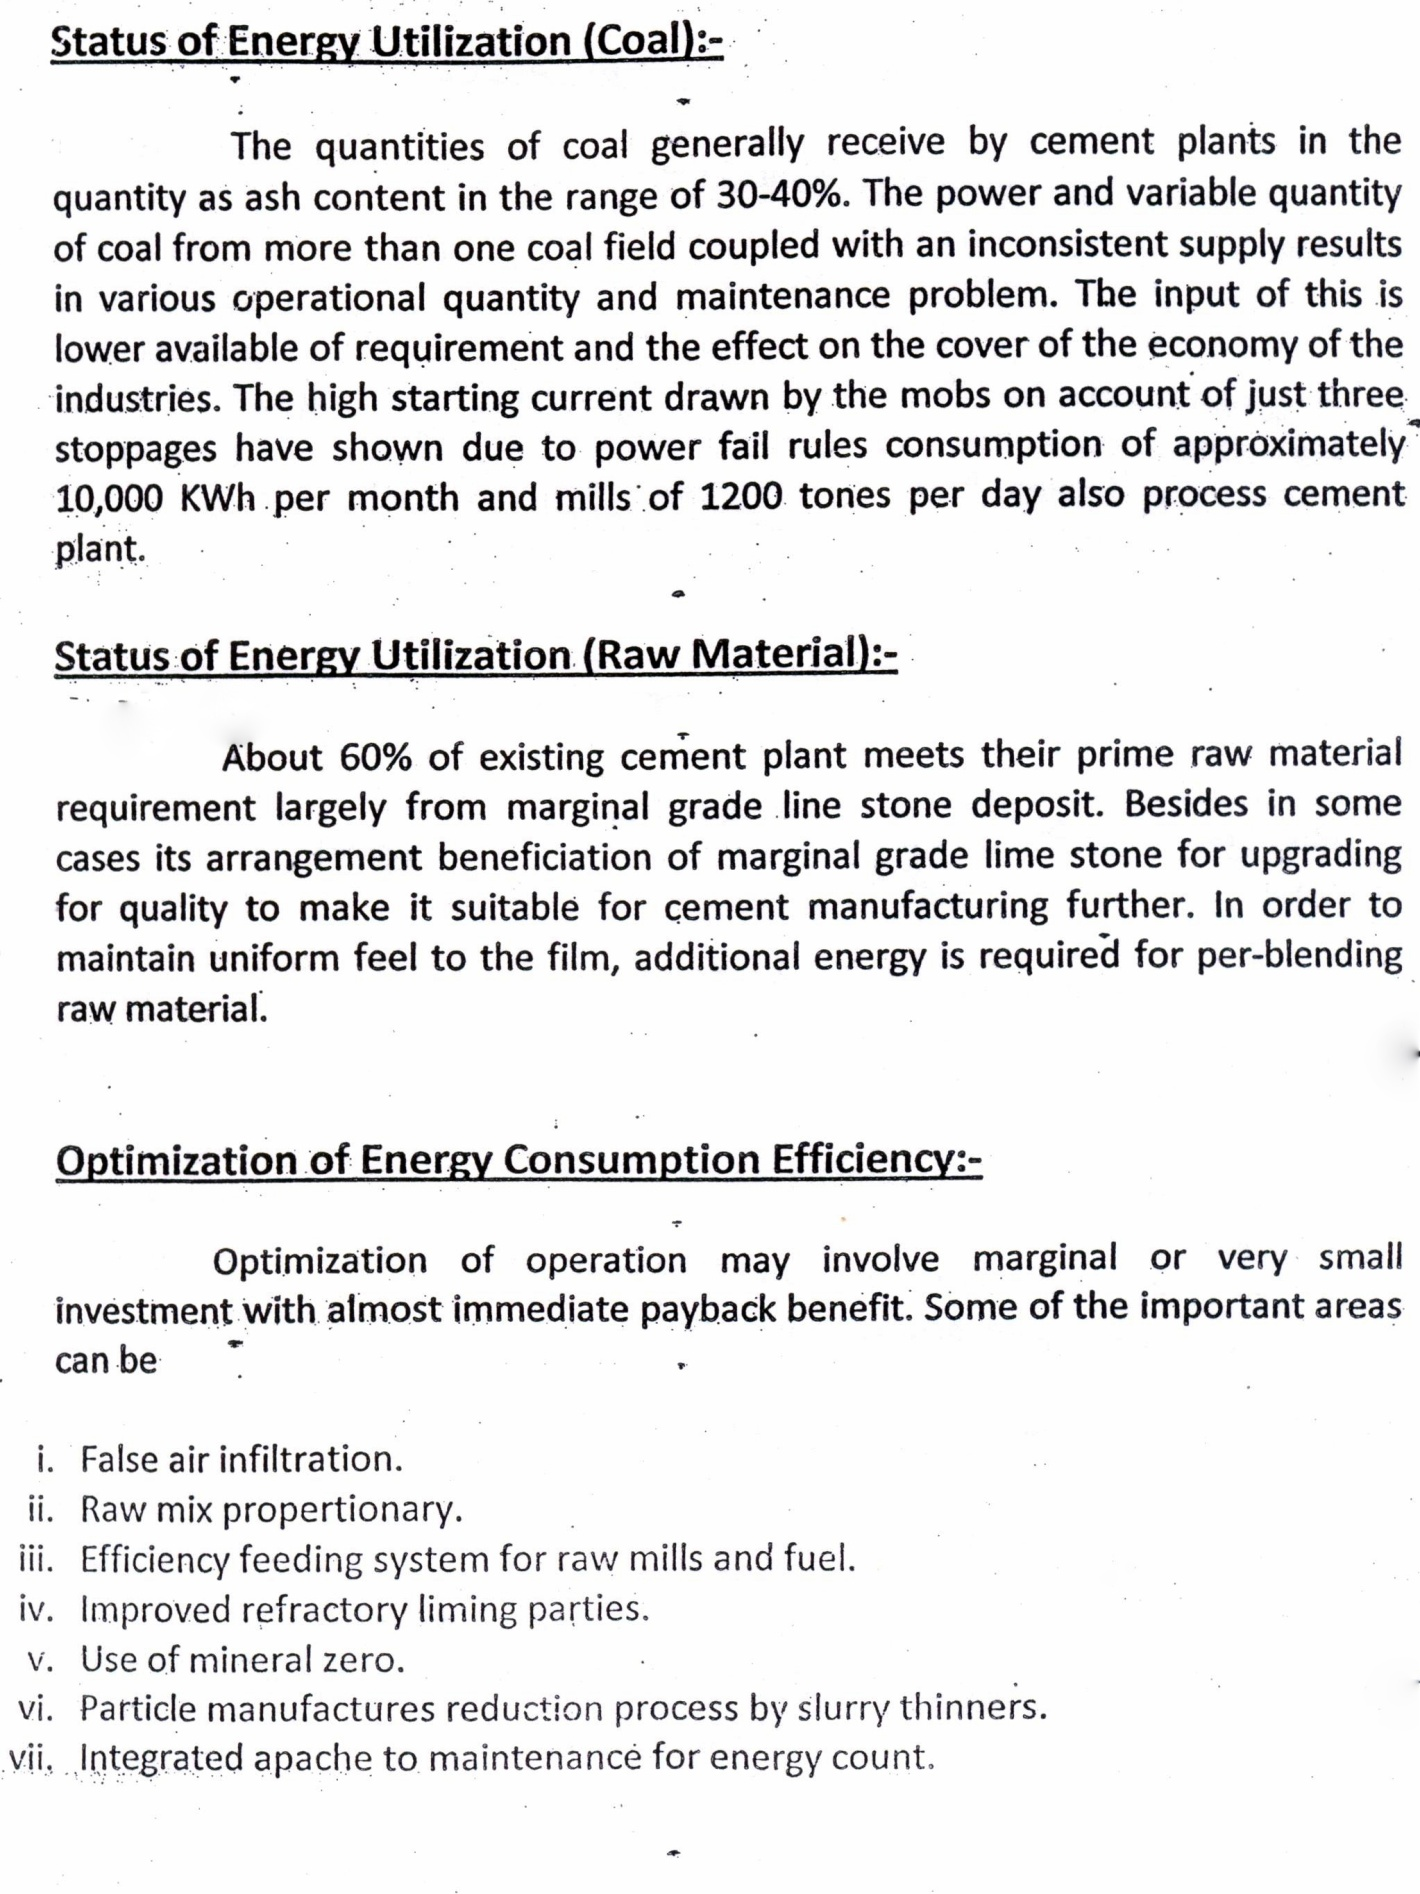 Status of Energy Utilization (Coal):-
The quantities of coal generally receive by cement plants in the
quantity as ash content in the range of 30-40%. The power and variable quantity
of coal from more than one coal field coupled with an inconsistent supply results
in various operational quantity and maintenance problem. The input of this is
lower available of requirement and the effect on the cover of the economy of the
industries. The high starting current drawn by the mobs on account of just three
stoppages have shown due to power fail rules consumption of approximately
10,000 KWh per month and mills of 1200 tones per day also process cement
plant.
Status of Energy Utilization (Raw Material):-
About 60% of existing cement plant meets their prime raw material
requirement largely from marginal grade line stone deposit. Besides in some
cases its arrangement beneficiation of marginal grade lime stone for upgrading
for quality to make it suitable for cement manufacturing further. In order to
maintain uniform feel to the film, additional energy is required for per-blending
raw material.
Optimization of Energy Consumption Efficiency:-
Optimization of operation may involve marginal or very small
investment with almost immediate payback benefit. Some of the important areas
can be
i. False air infiltration.
ii. Raw mix propertionary.
iii. Efficiency feeding system for raw mills and fuel.
iv. Improved refractory liming parties.
v. Use of mineral zero.
vi. Particle manufactures reduction process by slurry thinners.
vii. Integrated apache to maintenance for energy count.